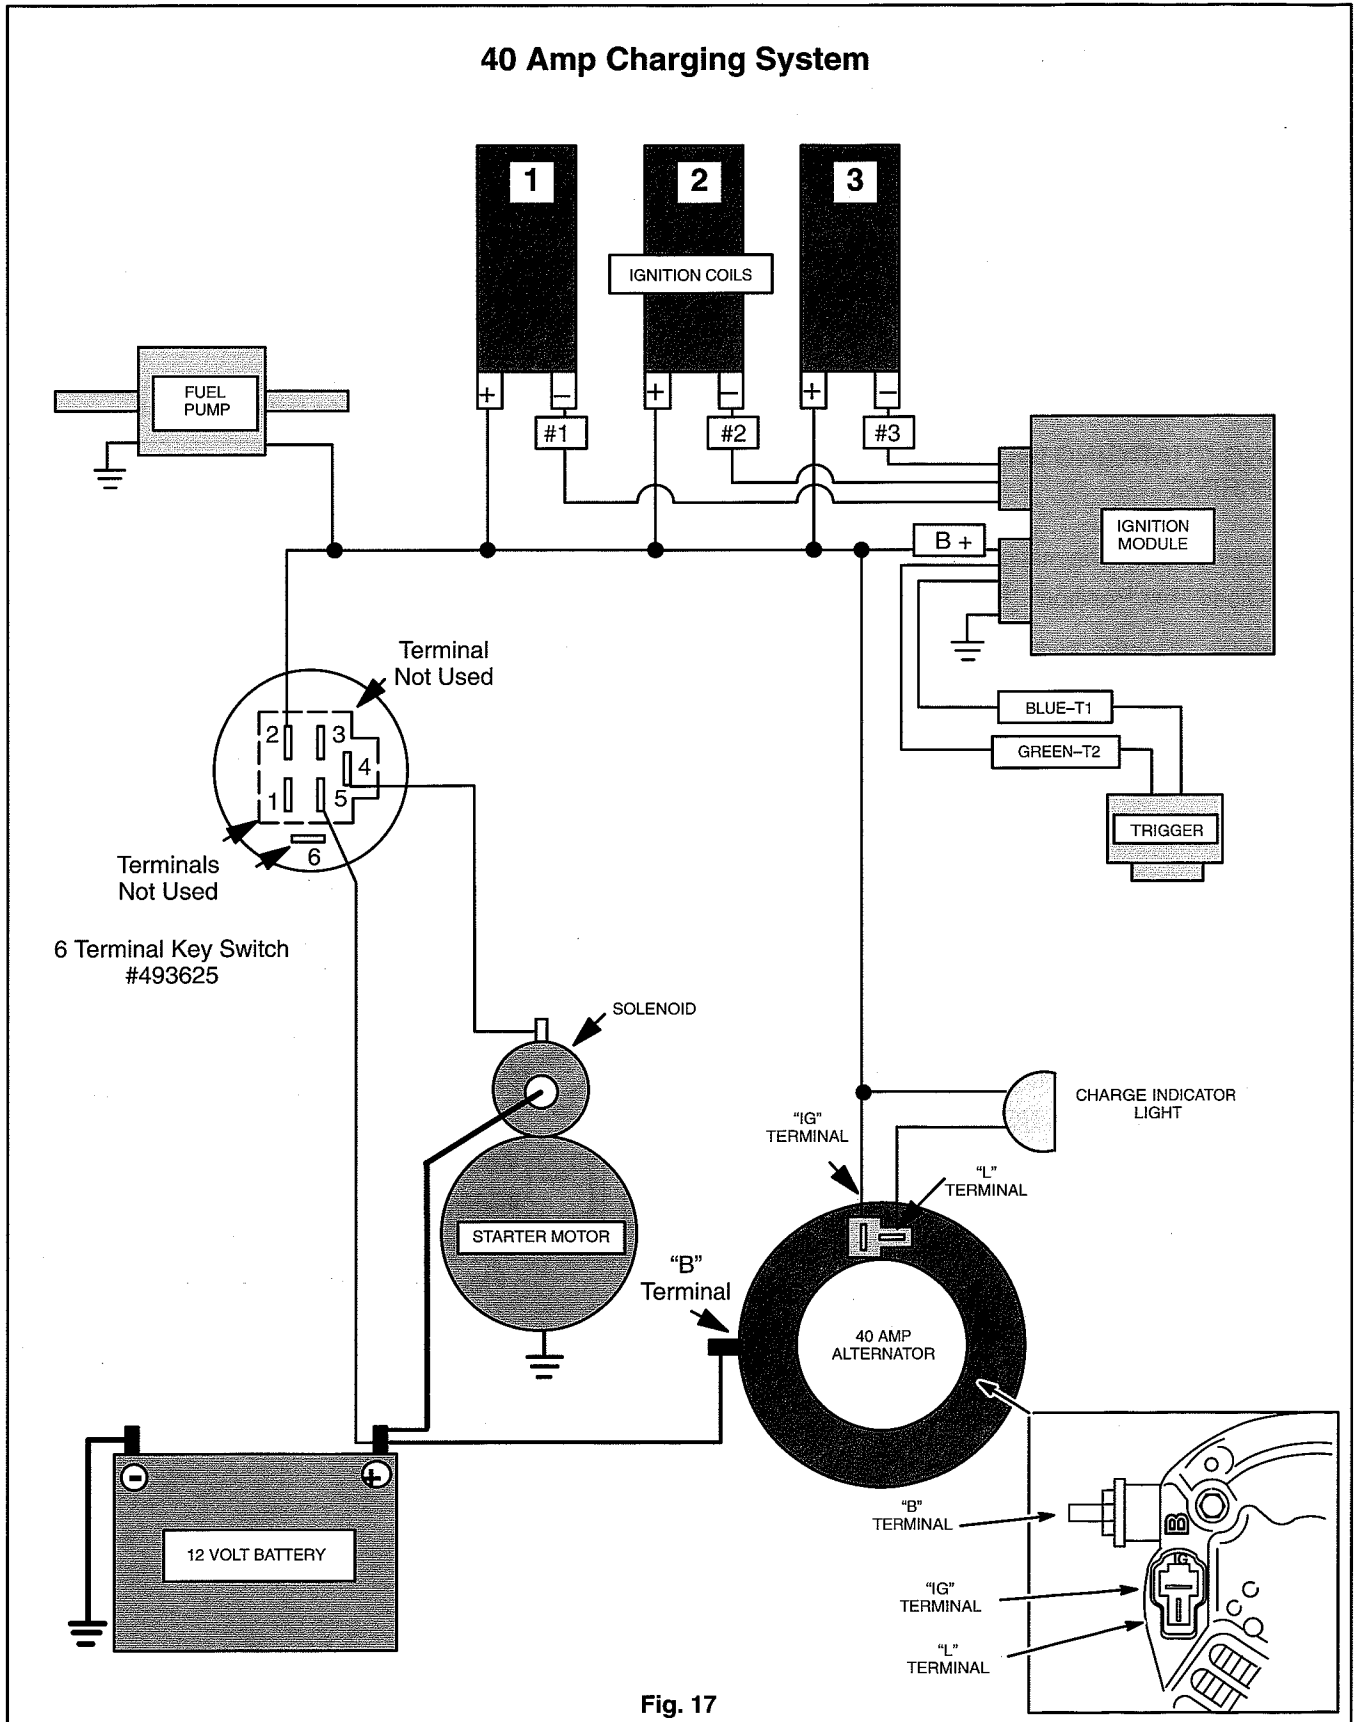 40 Amp Charging System
1
2
3
IGNITION COILS
+
–
+
–
+
–
#1
#2
#3
FUEL
PUMP
IGNITION
MODULE
B +
Terminal
Not Used
2
3
4
1
5
6
Terminals
Not Used
6 Terminal Key Switch
#493625
BLUE–T1
GREEN–T2
TRIGGER
SOLENOID
STARTER MOTOR
CHARGE INDICATOR
LIGHT
“IG”
TERMINAL
“L”
TERMINAL
“B”
Terminal
40 AMP
ALTERNATOR
-
+
12 VOLT BATTERY
“B”
TERMINAL
B
IG
“IG”
TERMINAL
“L”
TERMINAL
Fig. 17